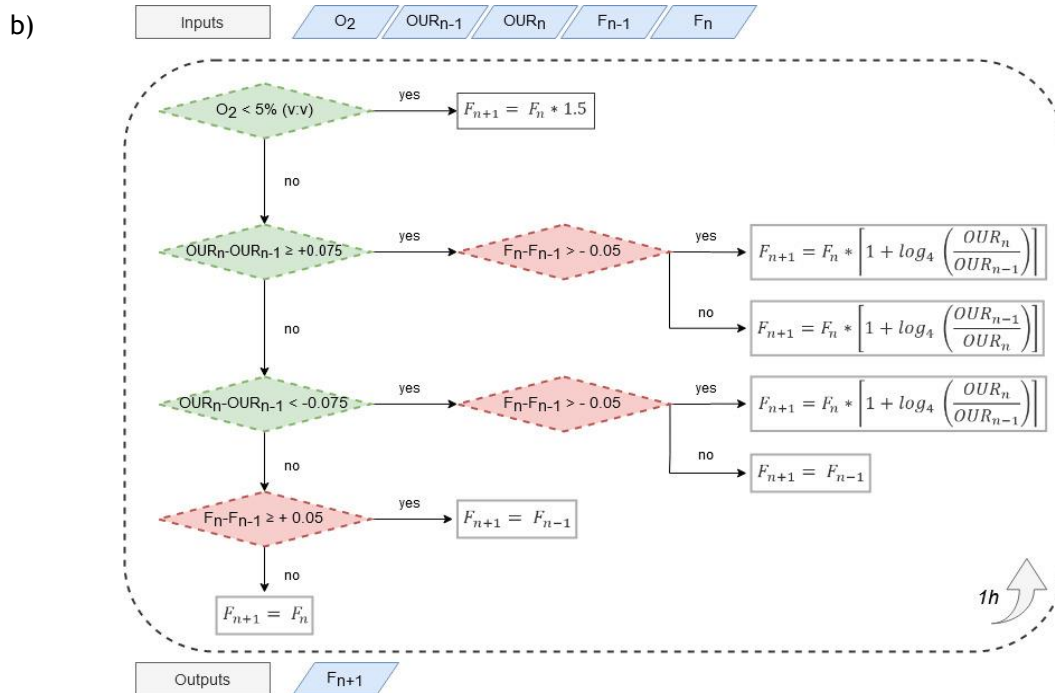 b)
Inputs
O2
OURn-1
OURn
Fn-1
Fn
O2 < 5% (v:v)
yes
Fn+1 = Fn * 1.5
no
OURn-OURn-1 ≥ +0.075
yes
Fn-Fn-1 > - 0.05
yes
Fn+1 = Fn * ⌈1 + log4 (OURn / OURn-1)⌉
no
Fn+1 = Fn * ⌈1 + log4 (OURn-1 / OURn)⌉
no
OURn-OURn-1 < -0.075
yes
Fn-Fn-1 > - 0.05
yes
Fn+1 = Fn * ⌈1 + log4 (OURn / OURn-1)⌉
no
Fn+1 = Fn-1
no
Fn-Fn-1 ≥ + 0.05
yes
Fn+1 = Fn-1
no
Fn+1 = Fn
1h
Outputs
Fn+1